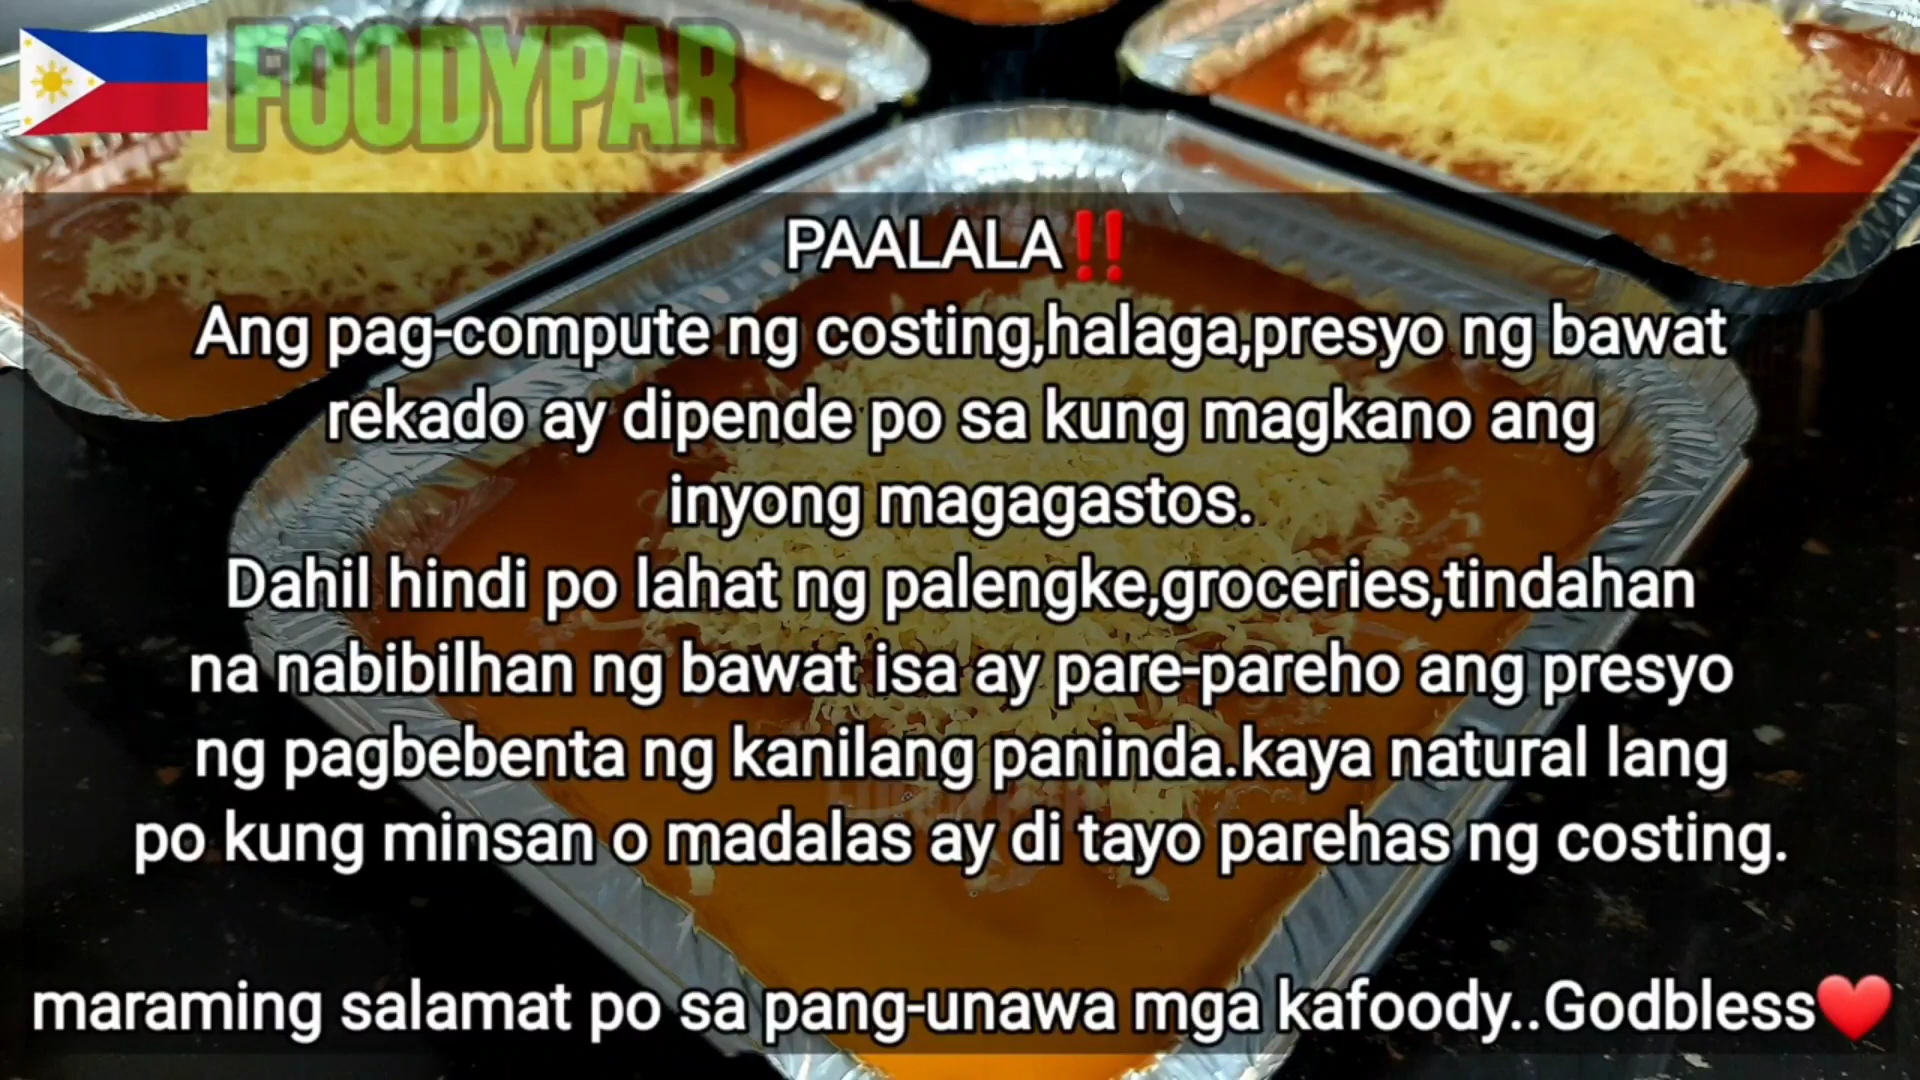 FOODYPAR
PAALALA‼️
Ang pag-compute ng costing,halaga,presyo ng bawat
rekado ay dipende po sa kung magkano ang
inyong magagastos.
Dahil hindi po lahat ng palengke,groceries,tindahan
na nabibilhan ng bawat isa ay pare-pareho ang presyo
ng pagbebenta ng kanilang paninda.kaya natural lang
po kung minsan o madalas ay di tayo parehas ng costing.
maraming salamat po sa pang-unawa mga kafoody..Godbless❤️